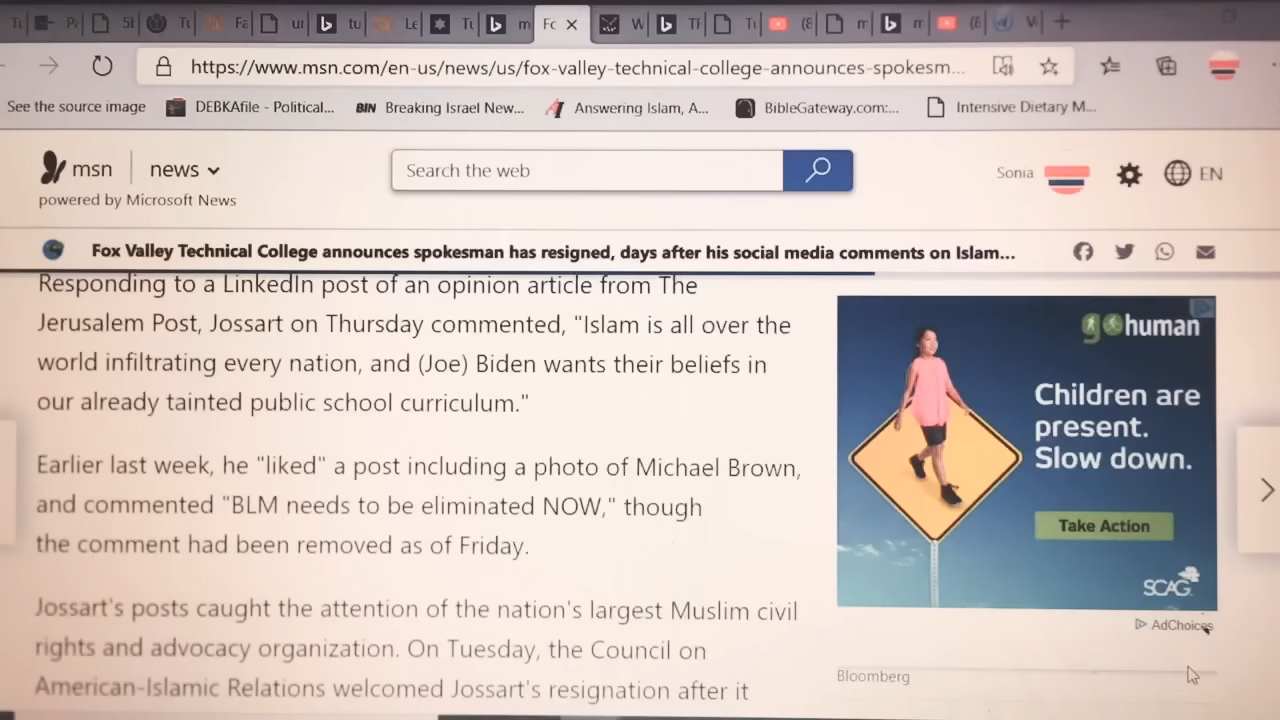 https://www.msn.com/en-us/news/us/fox-valley-technical-college-announces-spokesm...
See the source image
DEBKAfile - Political...
BIN Breaking Israel New...
Answering Islam, A...
BibleGateway.com:...
Intensive Dietary M...
msn
news
Search the web
Sonia
EN
powered by Microsoft News
Fox Valley Technical College announces spokesman has resigned, days after his social media comments on Islam...
Responding to a LinkedIn post of an opinion article from The
Jerusalem Post, Jossart on Thursday commented, "Islam is all over the
world infiltrating every nation, and (Joe) Biden wants their beliefs in
our already tainted public school curriculum."
Earlier last week, he "liked" a post including a photo of Michael Brown,
and commented "BLM needs to be eliminated NOW," though
the comment had been removed as of Friday.
Jossart's posts caught the attention of the nation's largest Muslim civil
rights and advocacy organization. On Tuesday, the Council on
American-Islamic Relations welcomed Jossart's resignation after it
gohuman
Children are
present.
Slow down.
Take Action
SCAG
AdChoices
Bloomberg